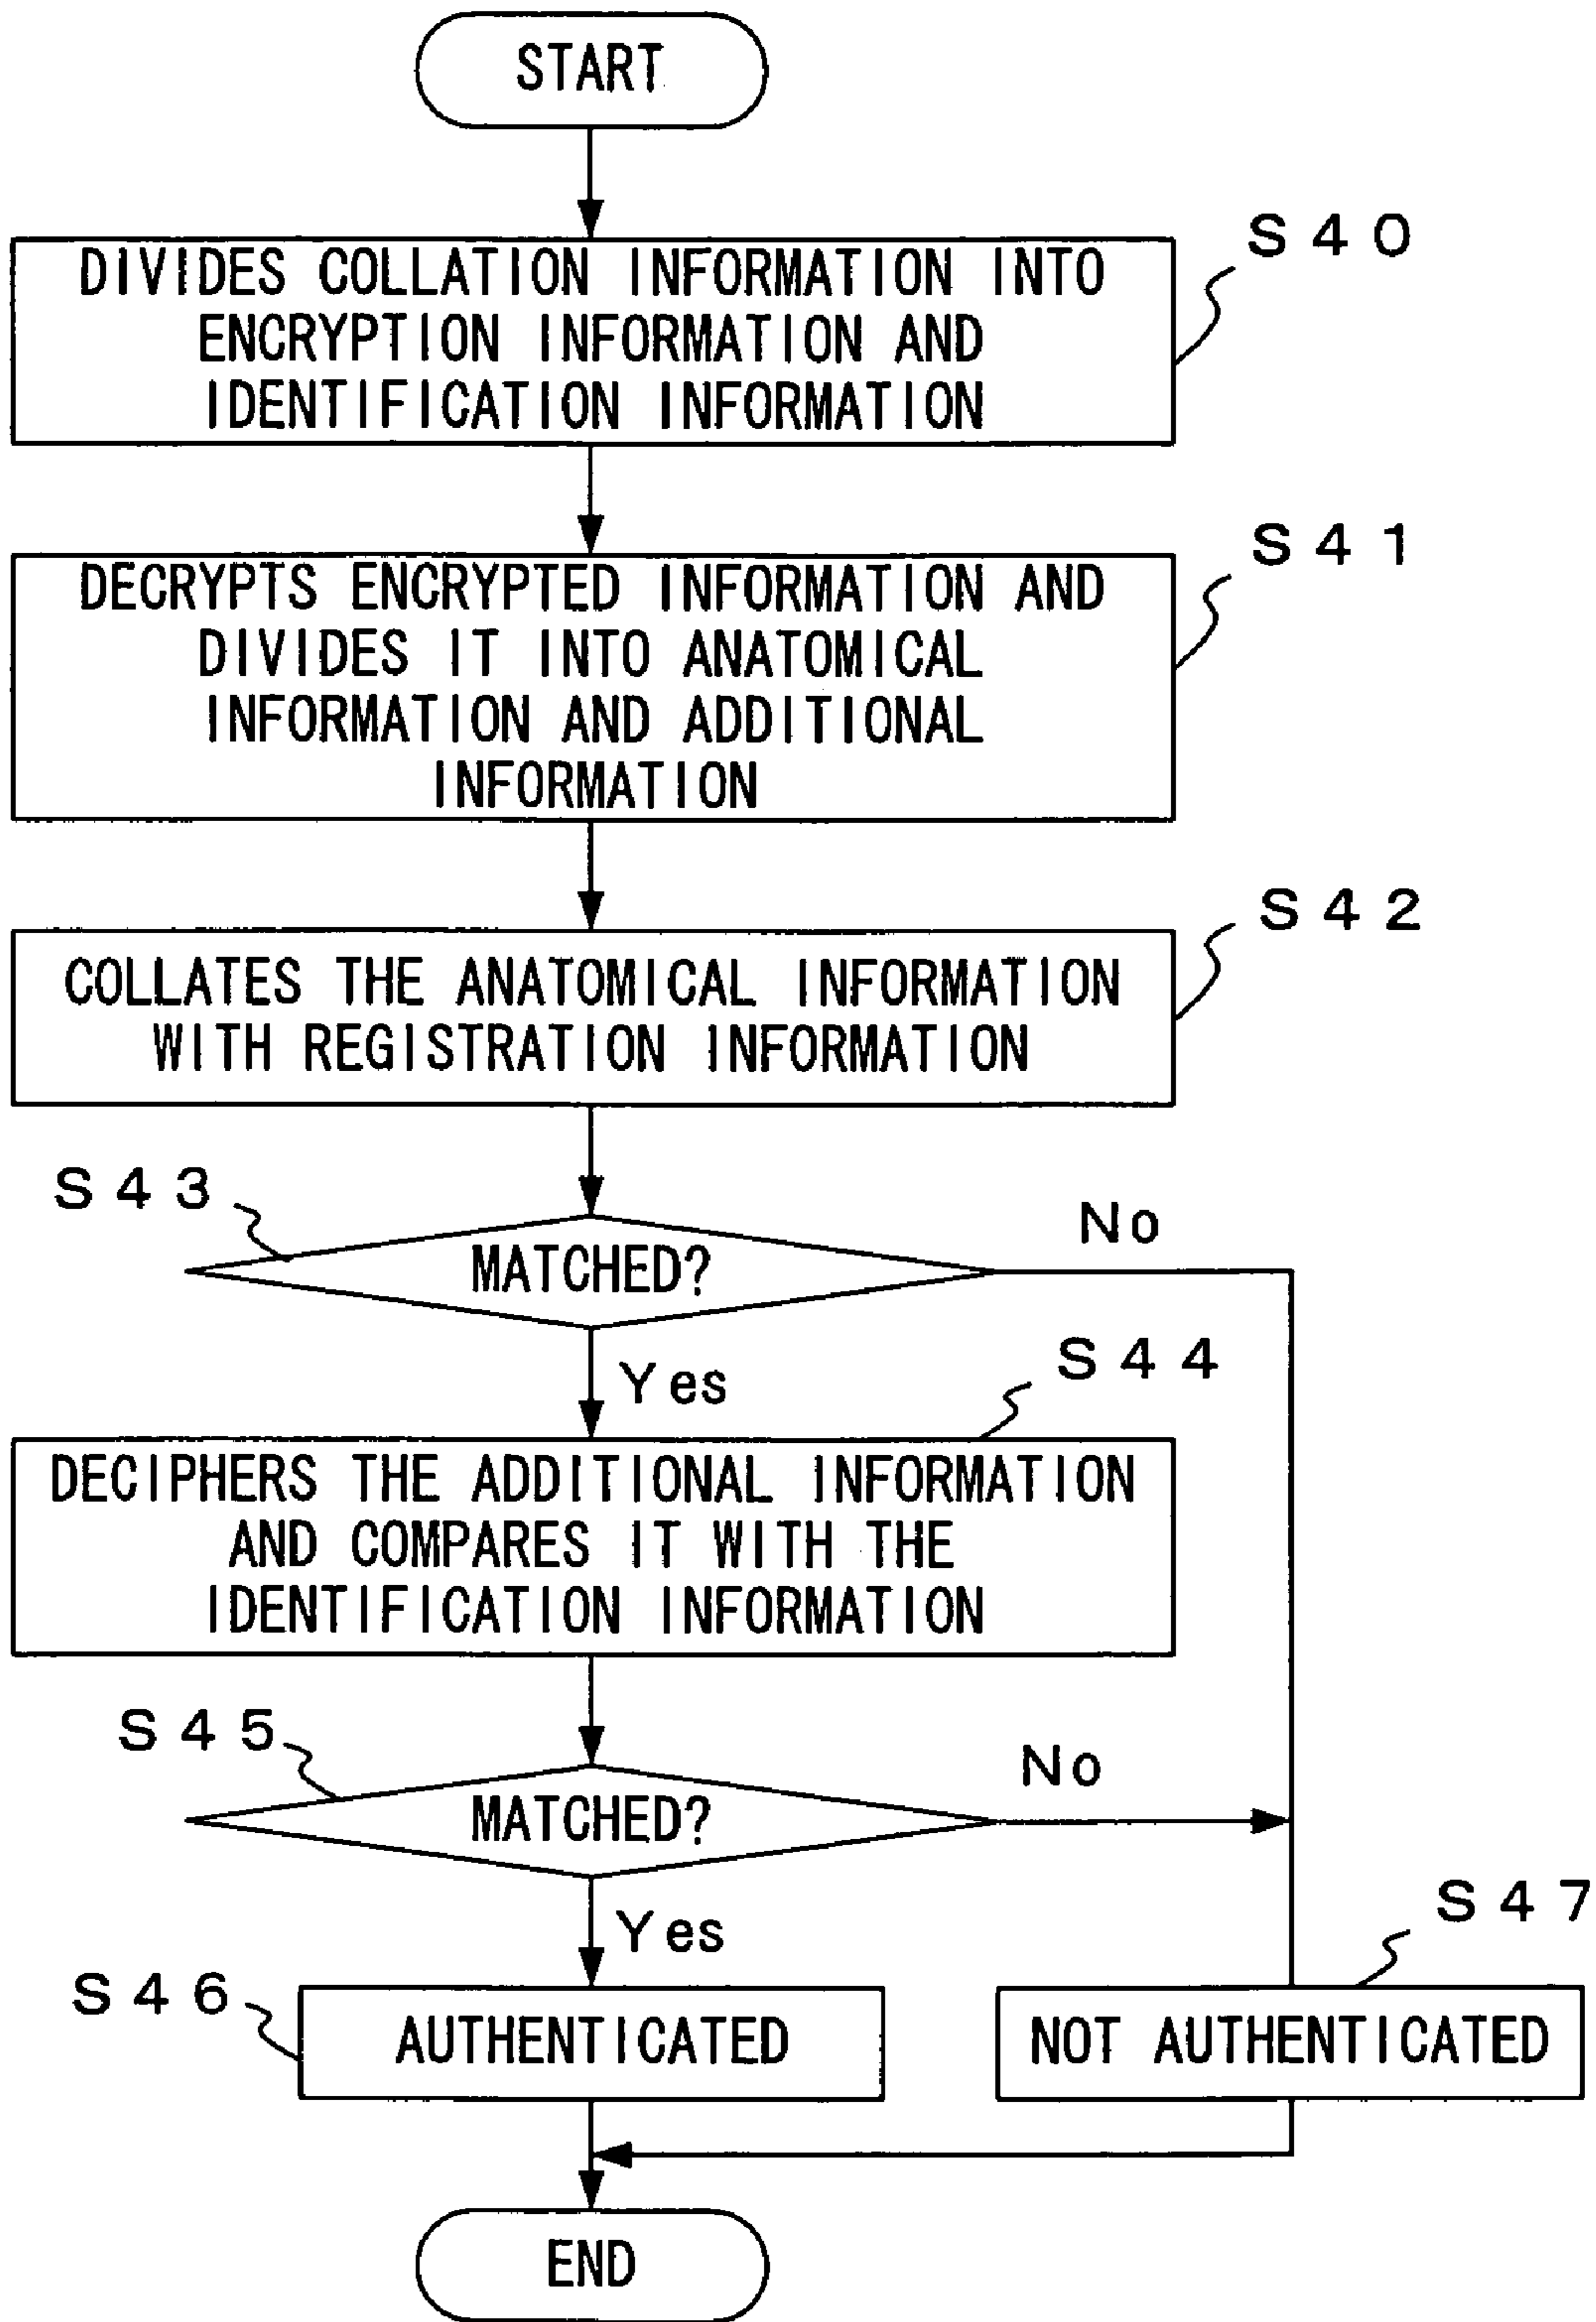 START
S40
DIVIDES COLLATION INFORMATION INTO
ENCRYPTION INFORMATION AND
IDENTIFICATION INFORMATION
S41
DECRYPTS ENCRYPTED INFORMATION AND
DIVIDES IT INTO ANATOMICAL
INFORMATION AND ADDITIONAL
INFORMATION
S42
COLLATES THE ANATOMICAL INFORMATION
WITH REGISTRATION INFORMATION
S43
No
MATCHED?
Yes
S44
DECIPHERS THE ADDITIONAL INFORMATION
AND COMPARES IT WITH THE
IDENTIFICATION INFORMATION
S45
No
MATCHED?
Yes
S47
S46
AUTHENTICATED
NOT AUTHENTICATED
END